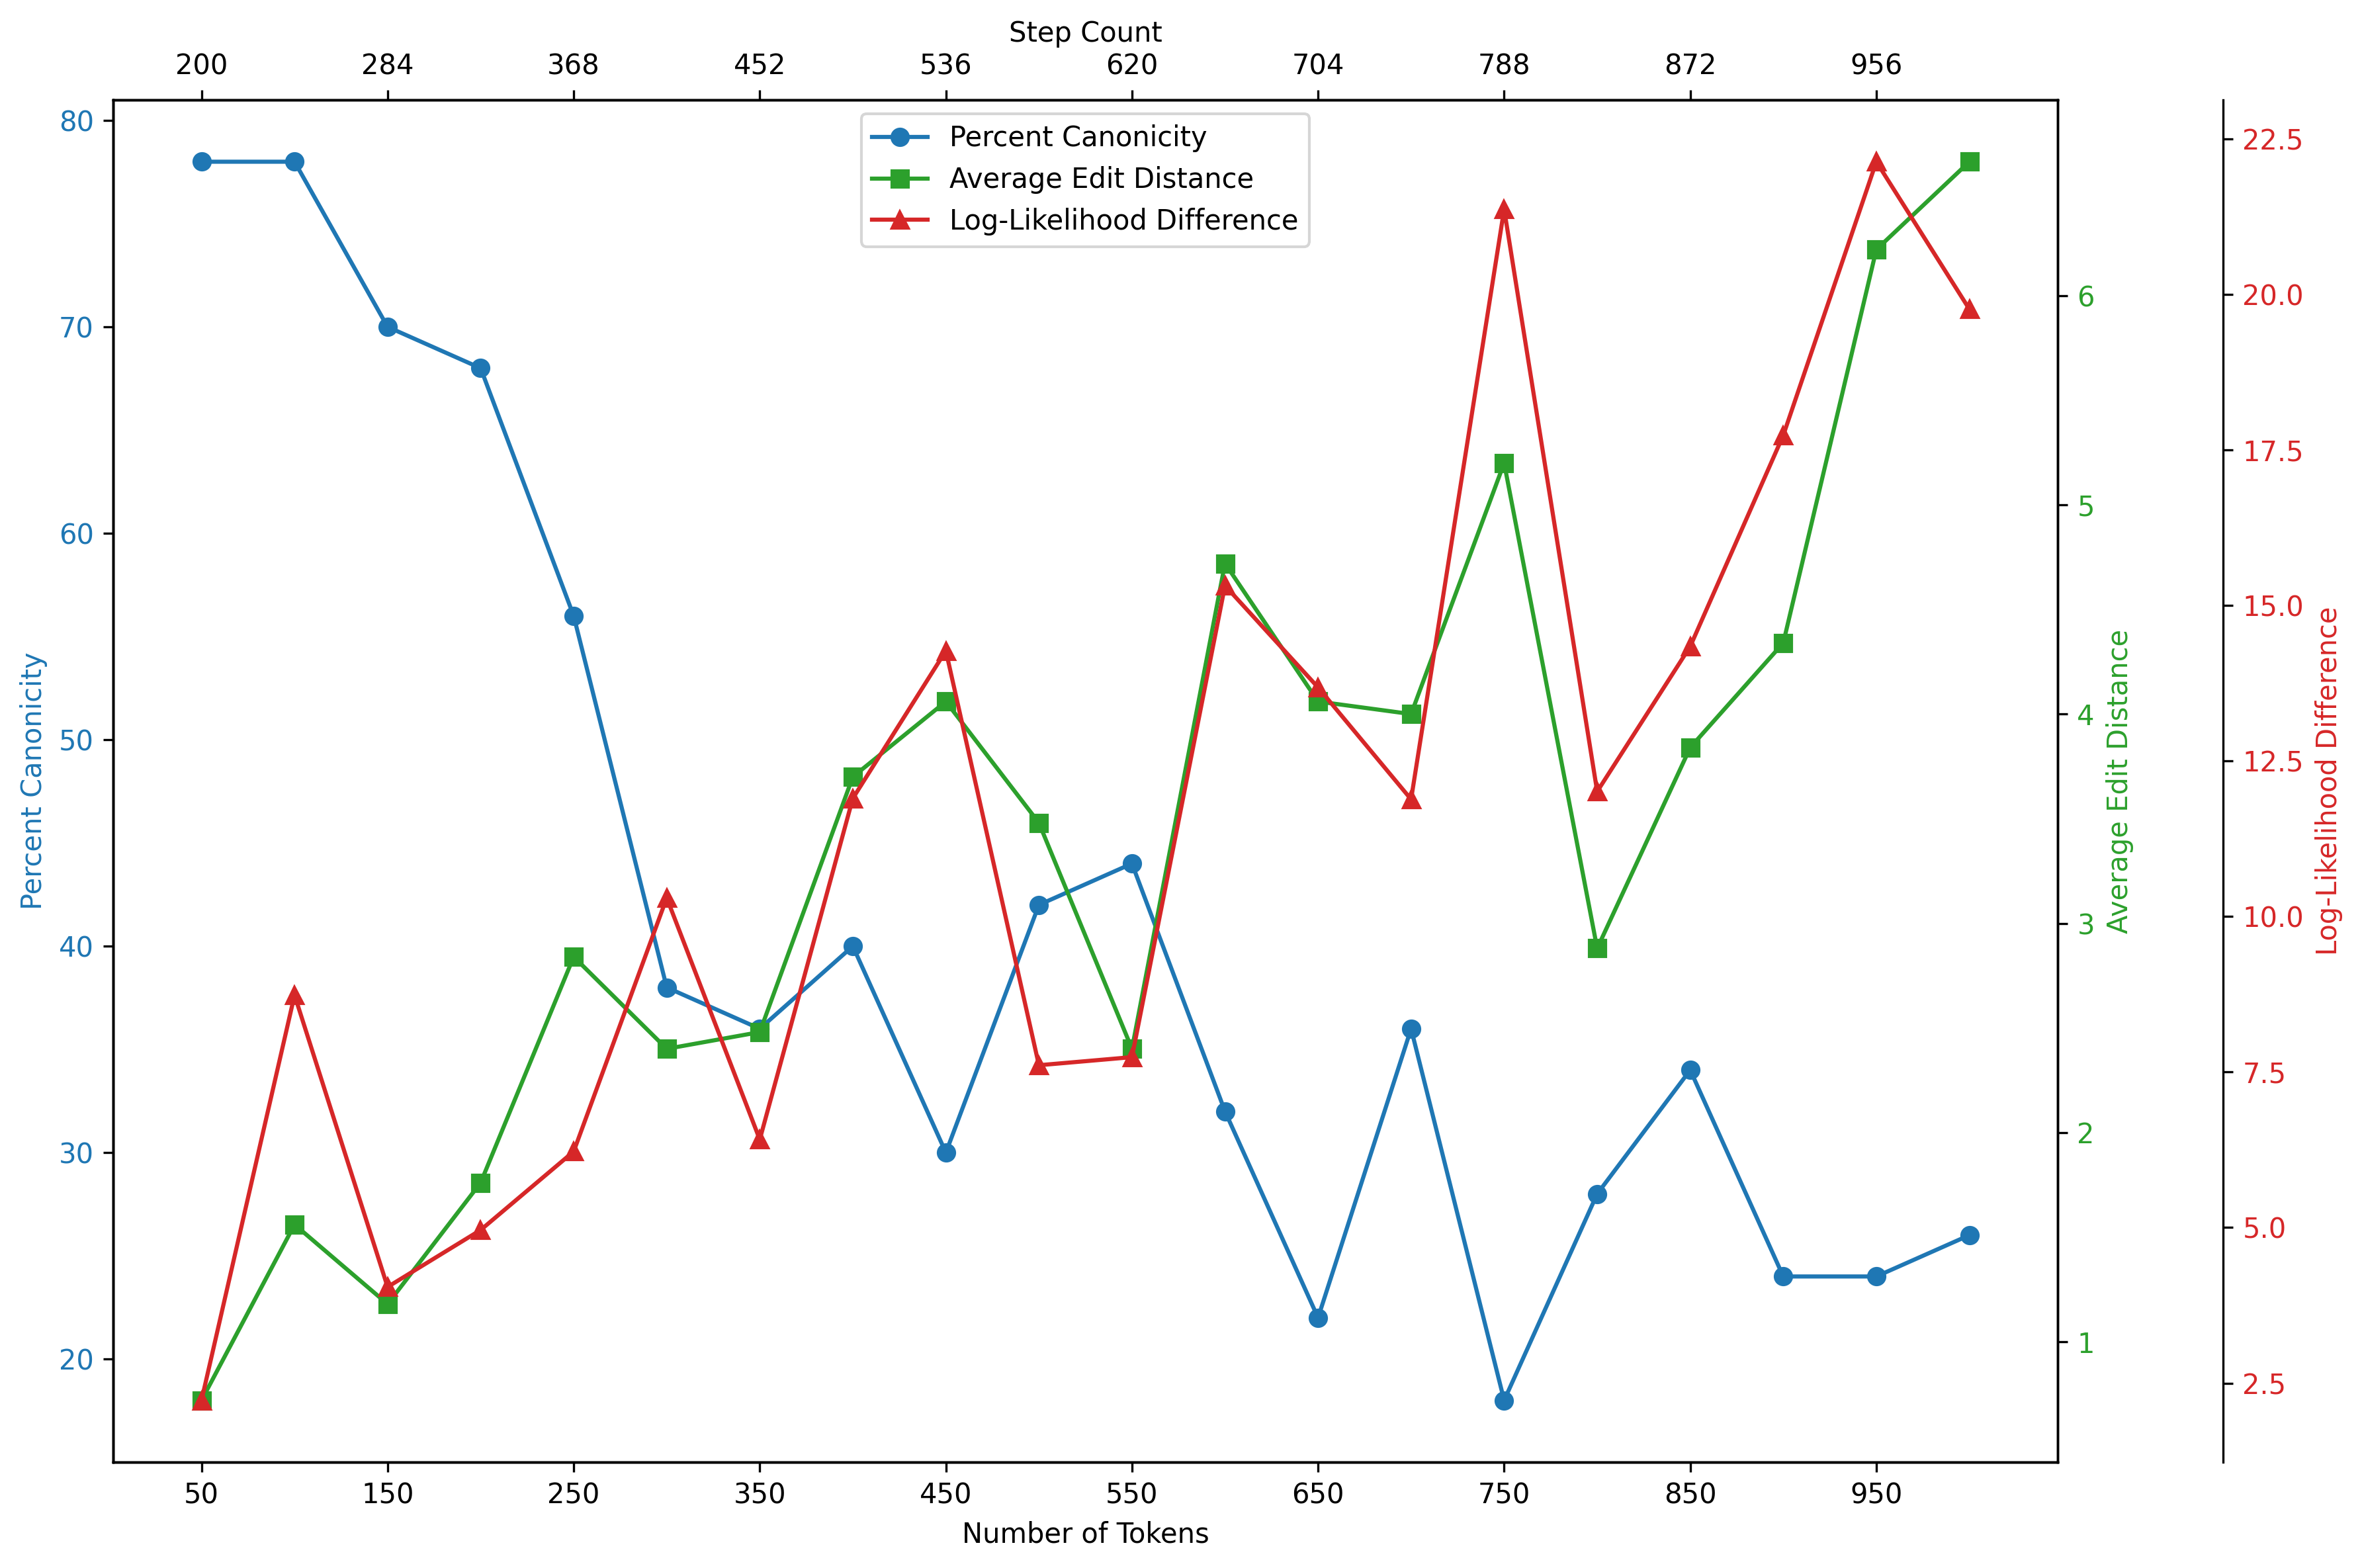 Step Count
200 284 368 452 536 620 704 788 872 956
Percent Canonicity
Average Edit Distance
Log-Likelihood Difference
80
70
60
50
40
30
20
Percent Canonicity
6
5
4
3
2
1
Average Edit Distance
22.5
20.0
17.5
15.0
12.5
10.0
7.5
5.0
2.5
Log-Likelihood Difference
50 150 250 350 450 550 650 750 850 950
Number of Tokens